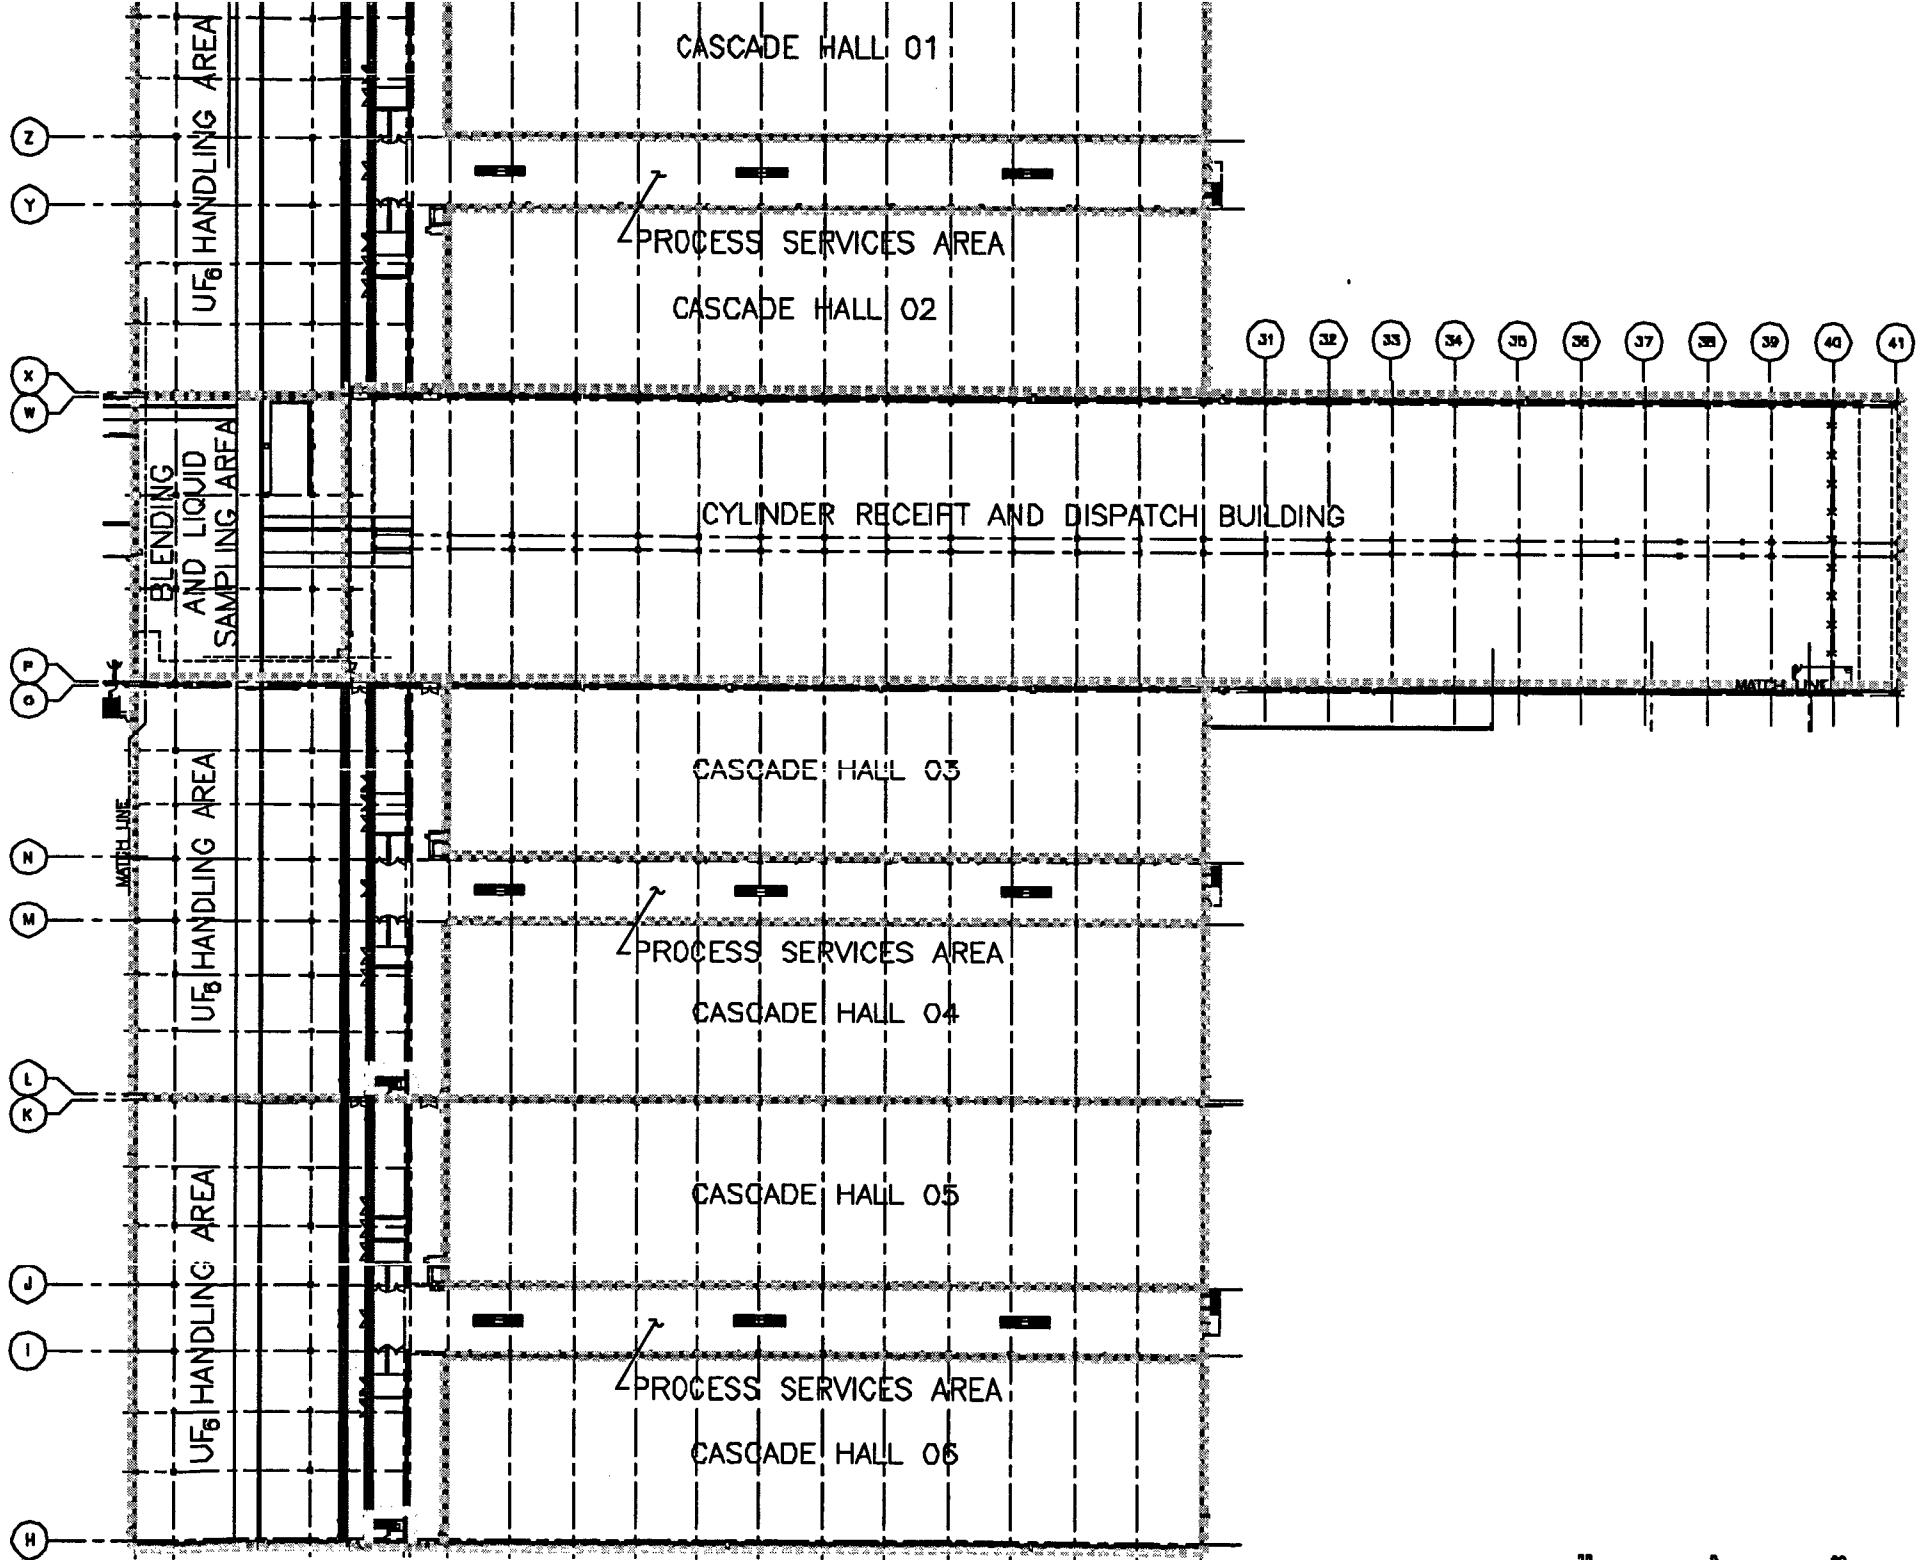 CASCADE HALL 01
UF6 HANDLING AREA
Z
Y
PROCESS SERVICES AREA
CASCADE HALL 02
31 32 33 34 35 36 37 38 39 40 41
X
W
BLENDING
AND LIQUID
SAMPLING AREA
CYLINDER RECEIPT AND DISPATCH BUILDING
P
O
MATCH LINE
CASCADE HALL 03
MATCH LINE
UF6 HANDLING AREA
N
M
PROCESS SERVICES AREA
CASCADE HALL 04
L
K
CASCADE HALL 05
UF6 HANDLING AREA
J
I
PROCESS SERVICES AREA
CASCADE HALL 06
H